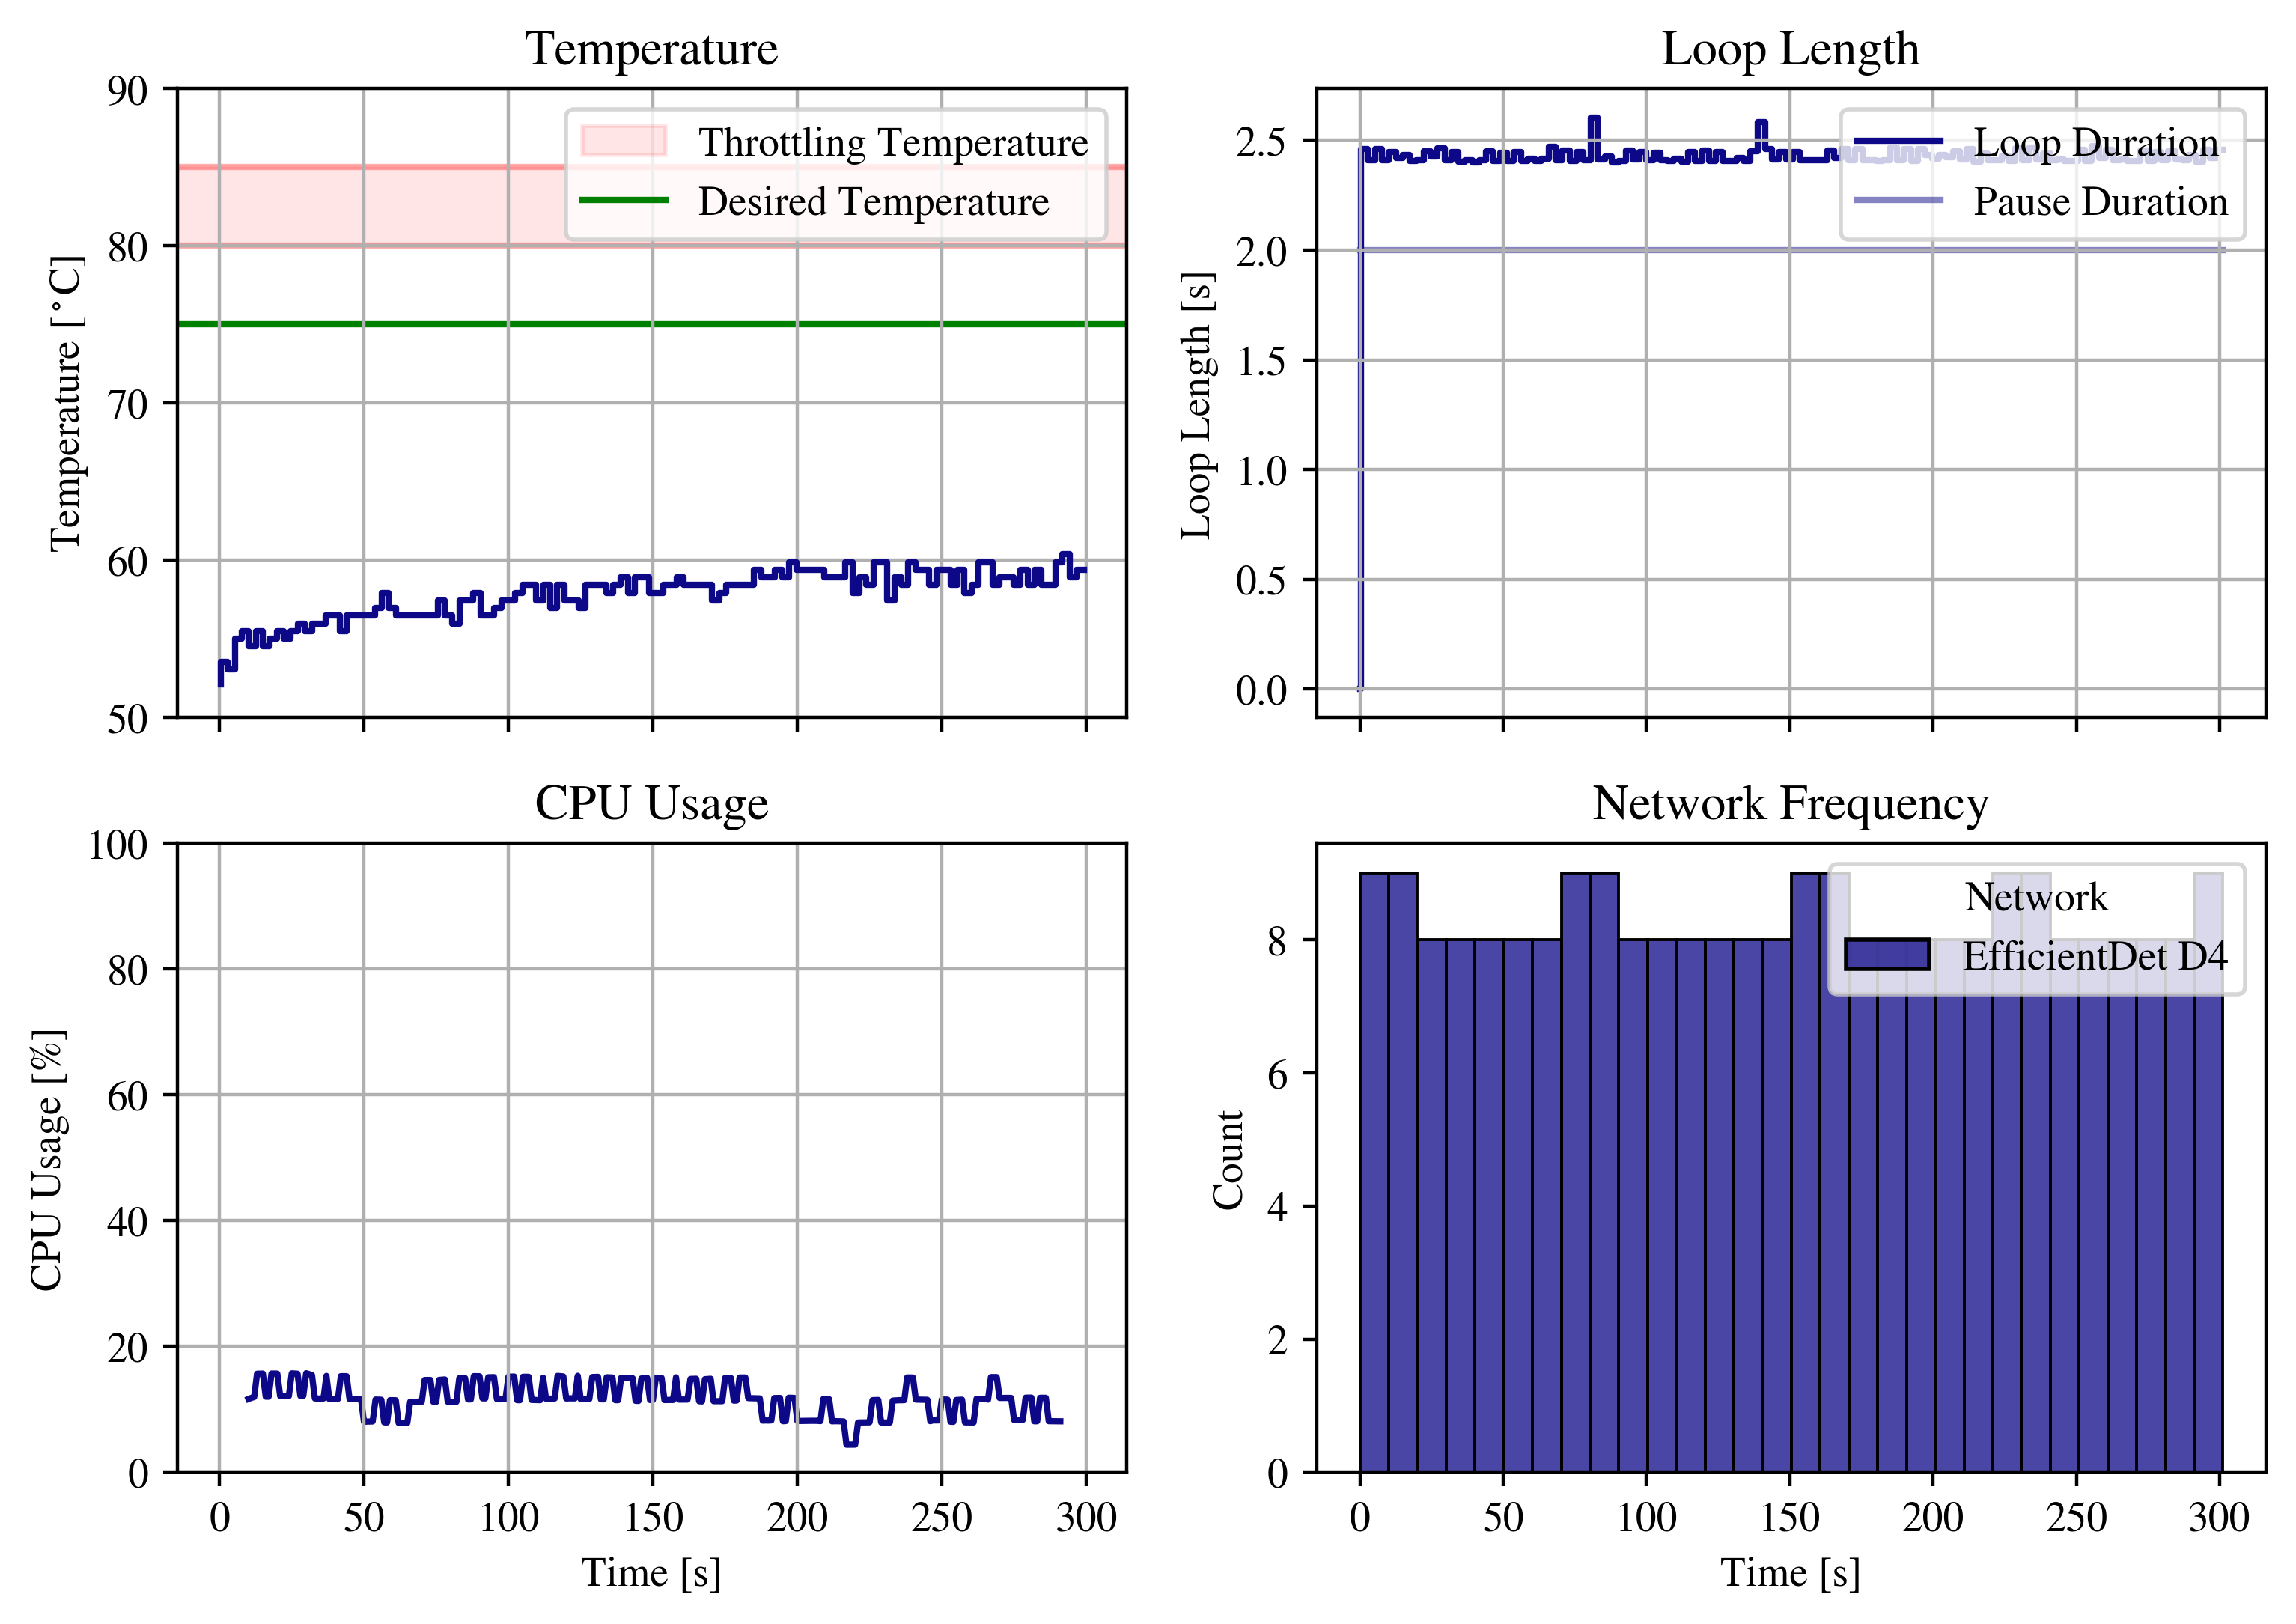 Temperature
90
80
70
60
50
Temperature [°C]
Throttling Temperature
Desired Temperature
Loop Length
2.5
2.0
1.5
1.0
0.5
0.0
Loop Length [s]
Loop Duration
Pause Duration
CPU Usage
100
80
60
40
20
0
CPU Usage [%]
0 50 100 150 200 250 300
Time [s]
Network Frequency
8
6
4
2
0
Count
Network
EfficientDet D4
0 50 100 150 200 250 300
Time [s]